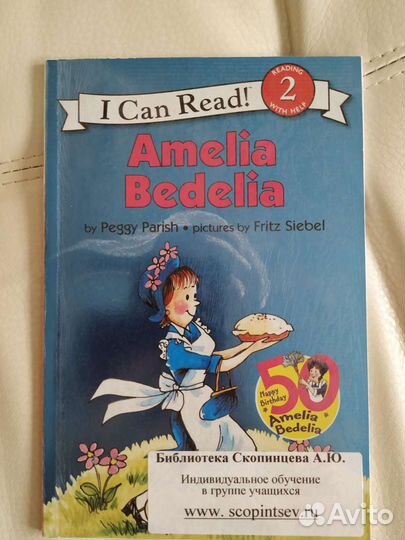 I Can Read!
READING
2
WITH HELP
Amelia
Bedelia
by Peggy Parish • pictures by Fritz Siebel
Happy Birthday
50
Amelia
Bedelia
Библиотека Скопинцева А.Ю.
Индивидуальное обучение
в группе учащихся
www. scopintsev.ru
Avito